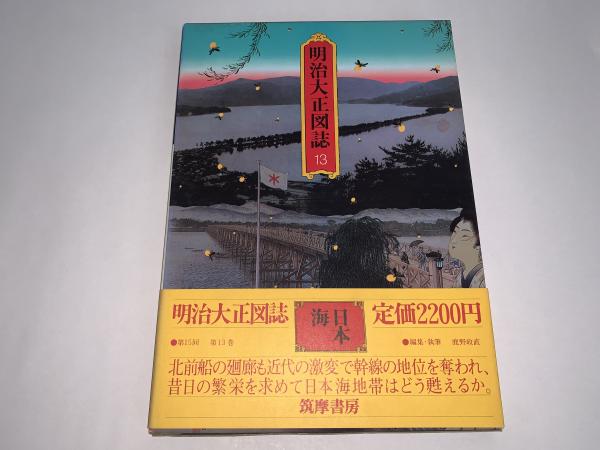 明治大正図誌
13
明治大正図誌
日本海
定価2200円
●第15回 第13巻
●編集・執筆 鹿野政直
北前船の廻廊も近代の激変で幹線の地位を奪われ、
昔日の繁栄を求めて日本海地帯はどう甦えるか。
筑摩書房